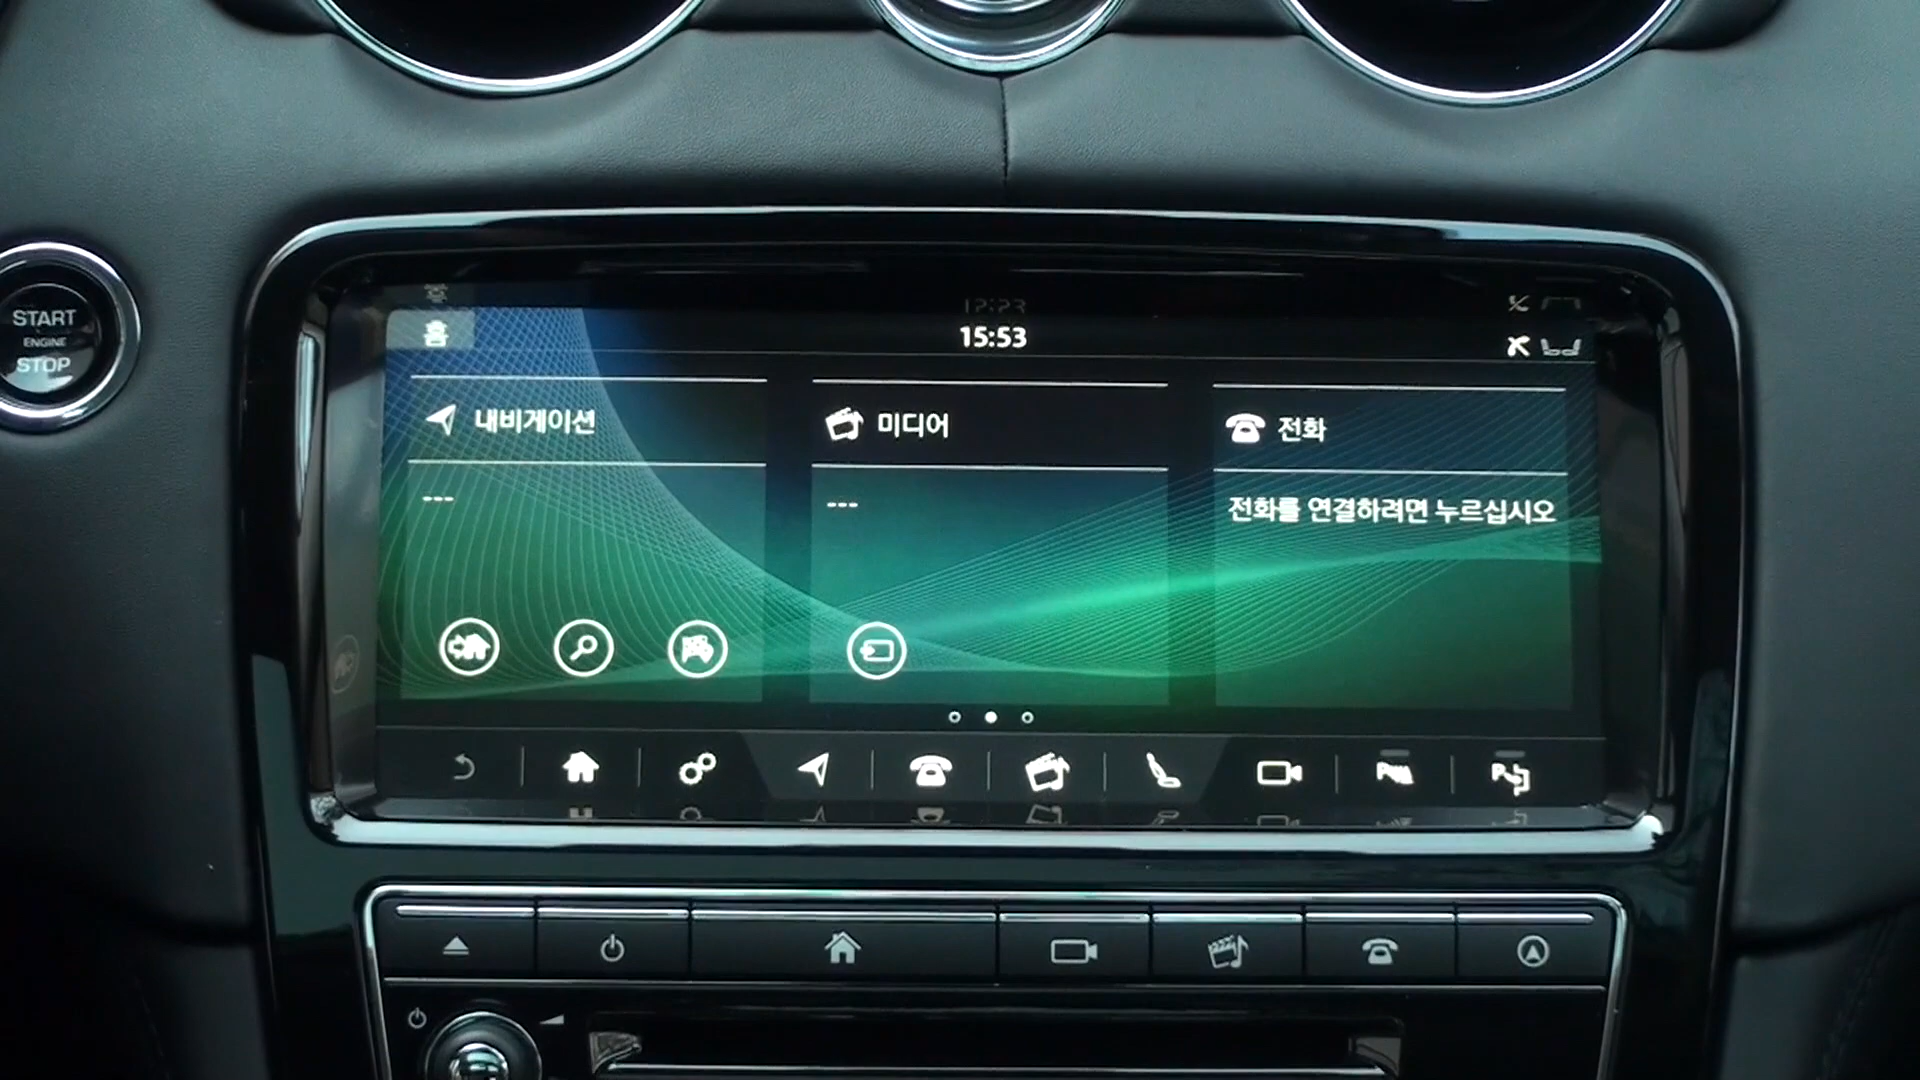 START
ENGINE
STOP
홈
15:53
내비게이션
미디어
전화
---
---
전화를 연결하려면 누르십시오